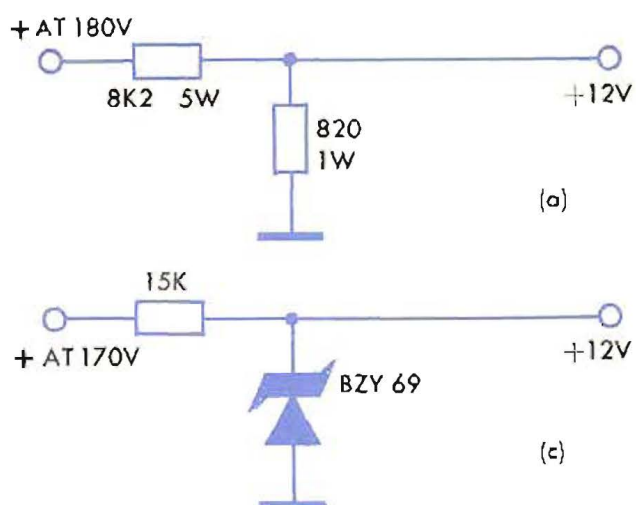 + AT 180V
8K2 5W
+12V
820
1W
(a)
15K
+ AT 170V
+12V
BZY 69
(c)